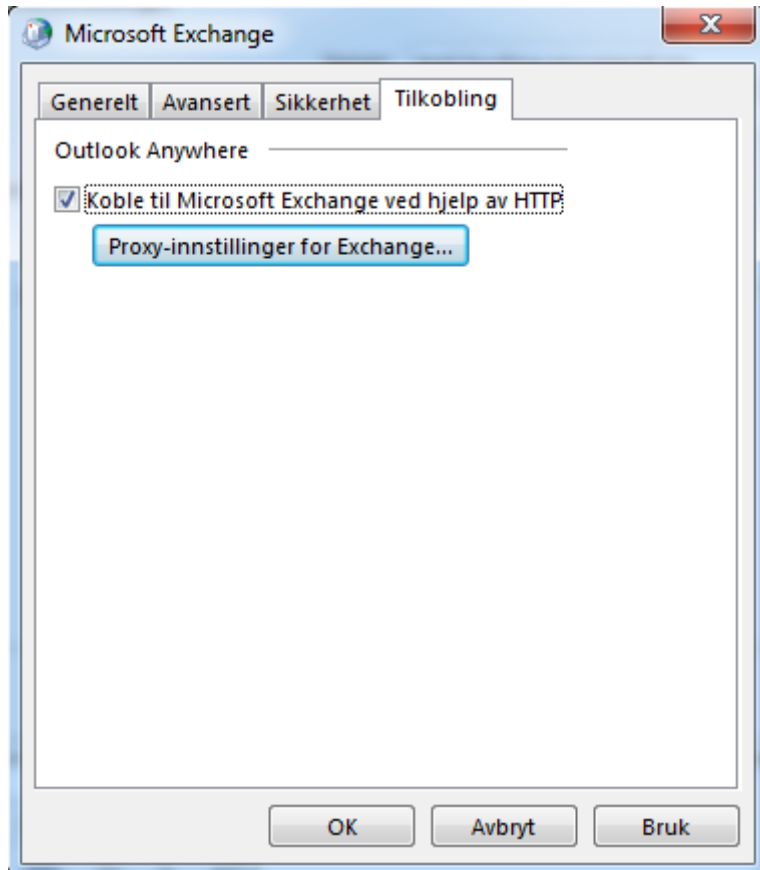 Microsoft Exchange
Generelt Avansert Sikkerhet Tilkobling
Outlook Anywhere
Koble til Microsoft Exchange ved hjelp av HTTP
Proxy-innstillinger for Exchange...
OK Avbryt Bruk